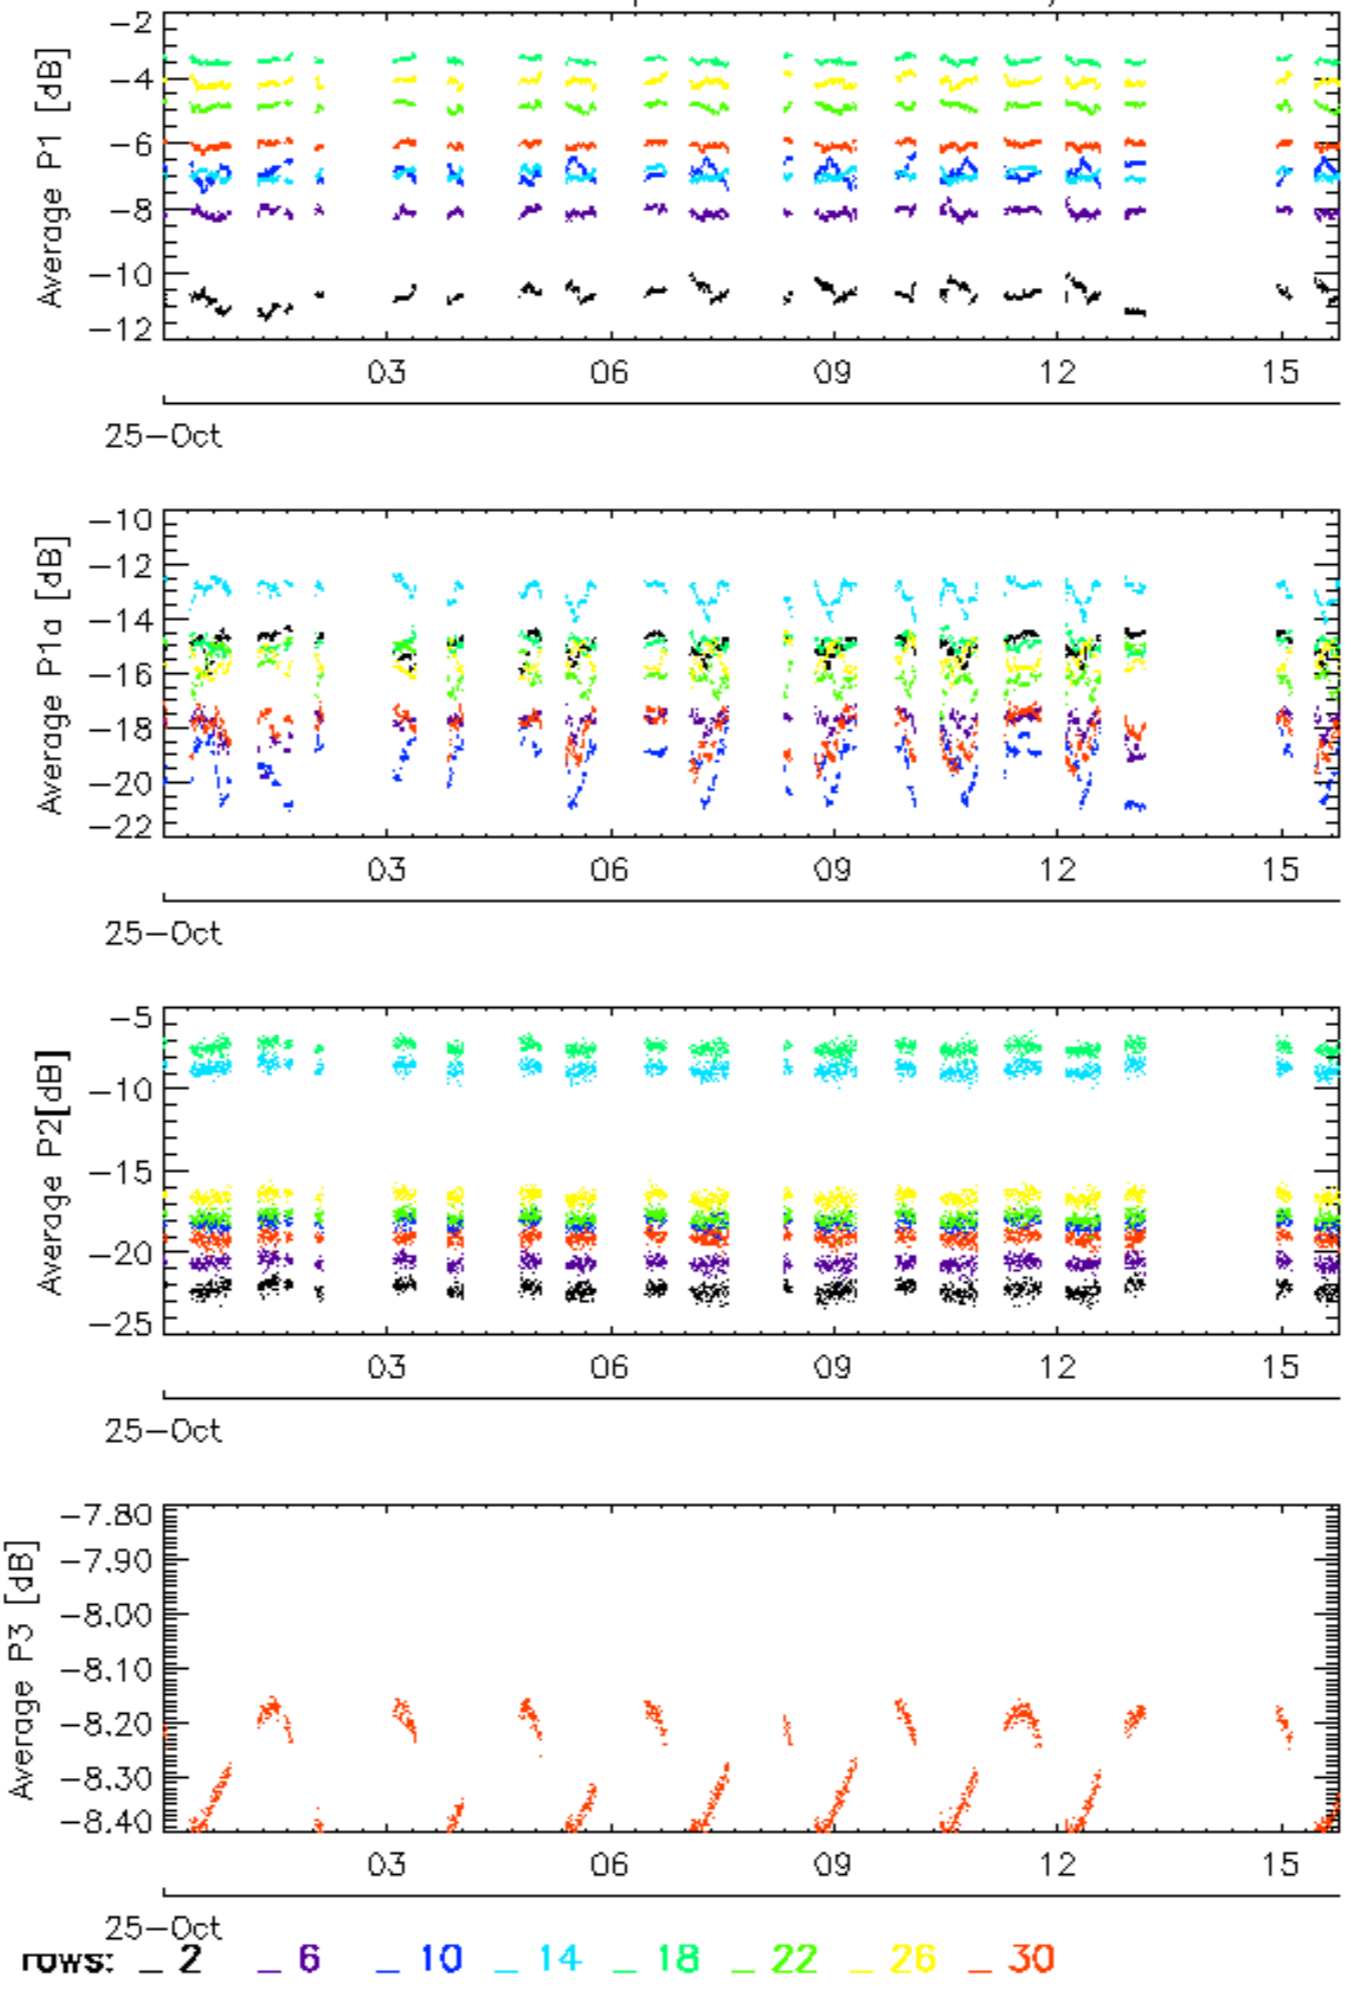 Average P1 [dB]
-2
-4
-6
-8
-10
-12
03 06 09 12 15
25-Oct
Average P1a [dB]
-10
-12
-14
-16
-18
-20
-22
03 06 09 12 15
25-Oct
Average P2[dB]
-5
-10
-15
-20
-25
03 06 09 12 15
25-Oct
Average P3 [dB]
-7.80
-7.90
-8.00
-8.10
-8.20
-8.30
-8.40
03 06 09 12 15
25-Oct
rows: _ 2 _ 6 _ 10 _ 14 _ 18 _ 22 _ 26 _ 30